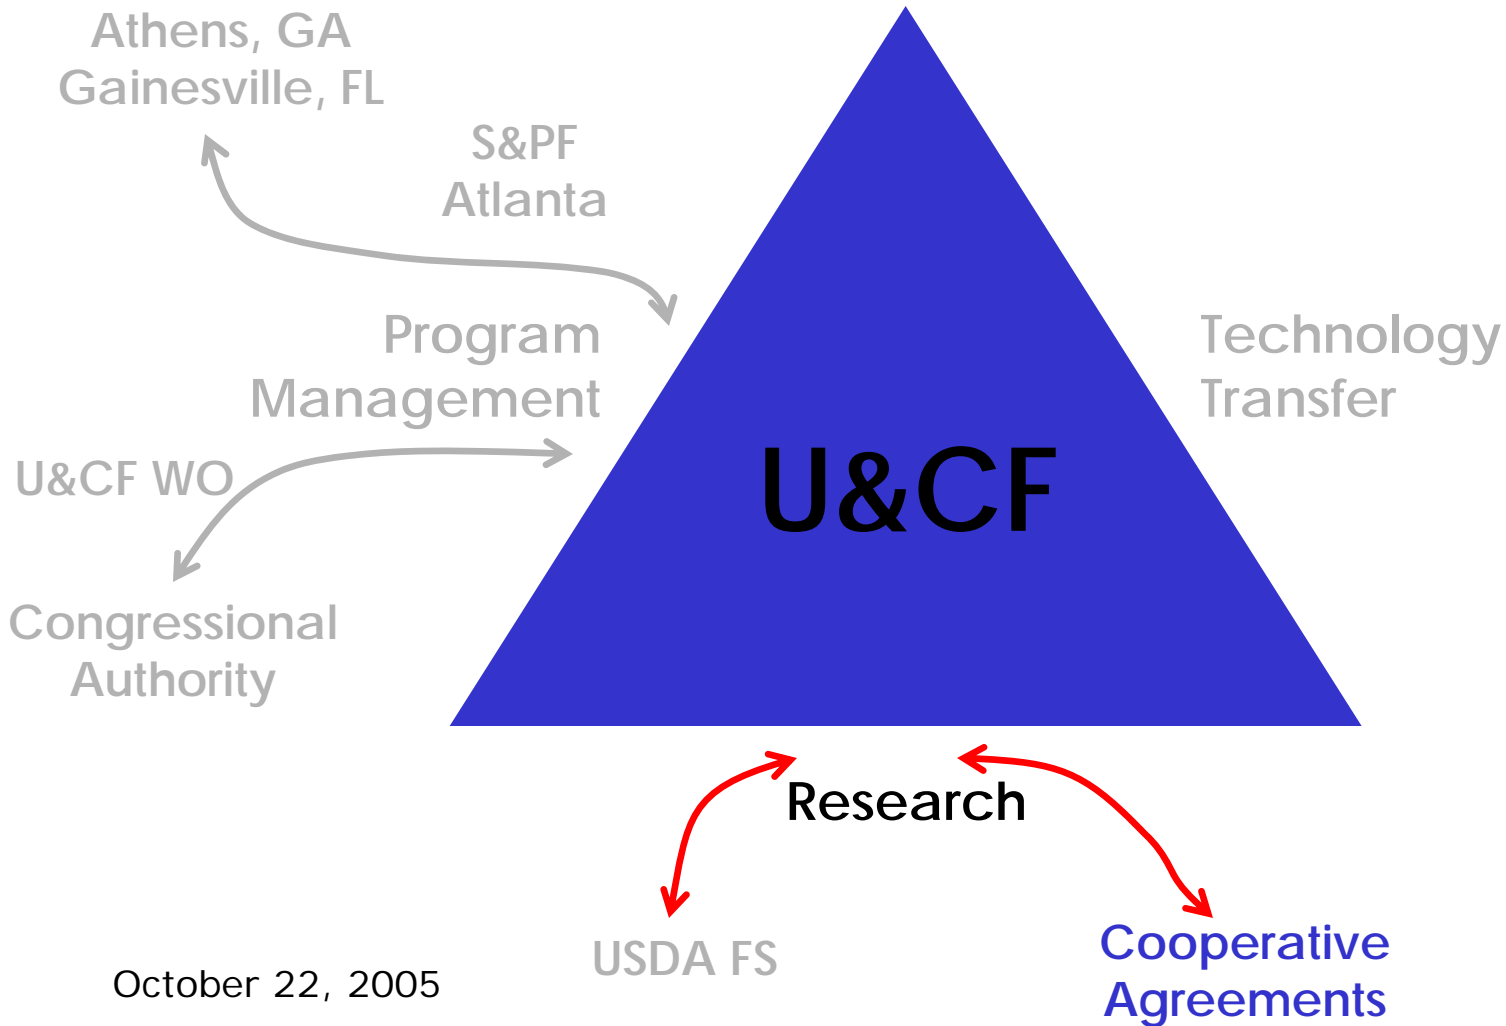 Athens, GA
Gainesville, FL
S&PF
Atlanta
Program
Management
Technology
Transfer
U&CF WO
U&CF
Congressional
Authority
Research
USDA FS
Cooperative
Agreements
October 22, 2005